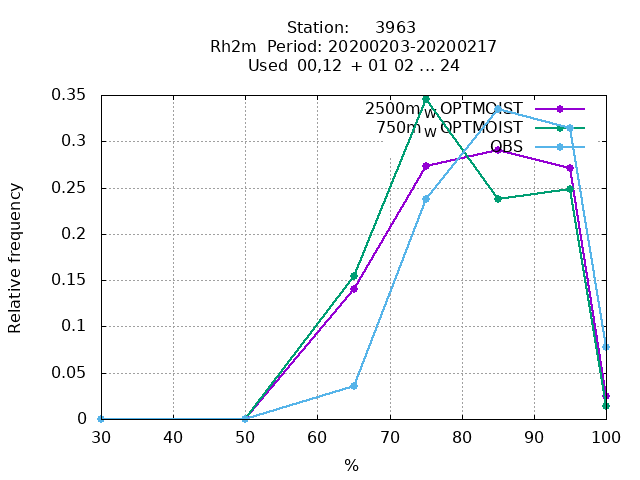 Station: 3963
Rh2m Period: 20200203-20200217
Used 00,12 + 01 02 ... 24
2500m_W OPTMOIST
750m_W OPTMOIST
OBS
Relative frequency
0.35
0.3
0.25
0.2
0.15
0.1
0.05
0
30 40 50 60 70 80 90 100
%